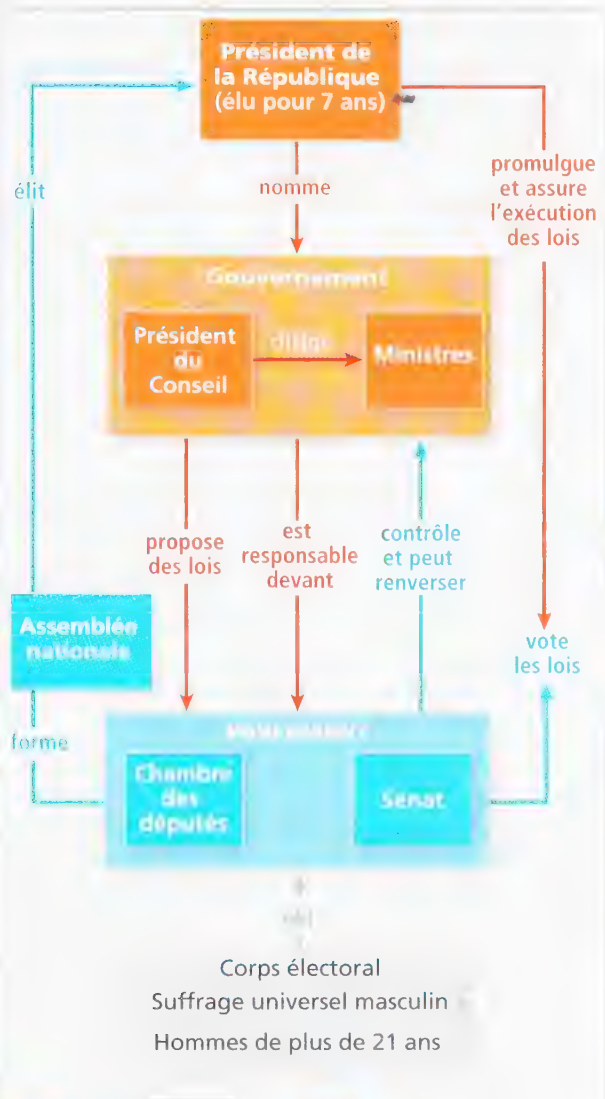 Président de
la République
(élu pour 7 ans)
élit
nomme
promulgue
et assure
l'exécution
des lois
Gouvernement
Président
du
Conseil
dirige
Ministres
propose
des lois
est
responsable
devant
contrôle
et peut
renverser
Assemblée
nationale
vote
les lois
forme
Chambre
des
députés
Sénat
Corps électoral
Suffrage universel masculin
Hommes de plus de 21 ans